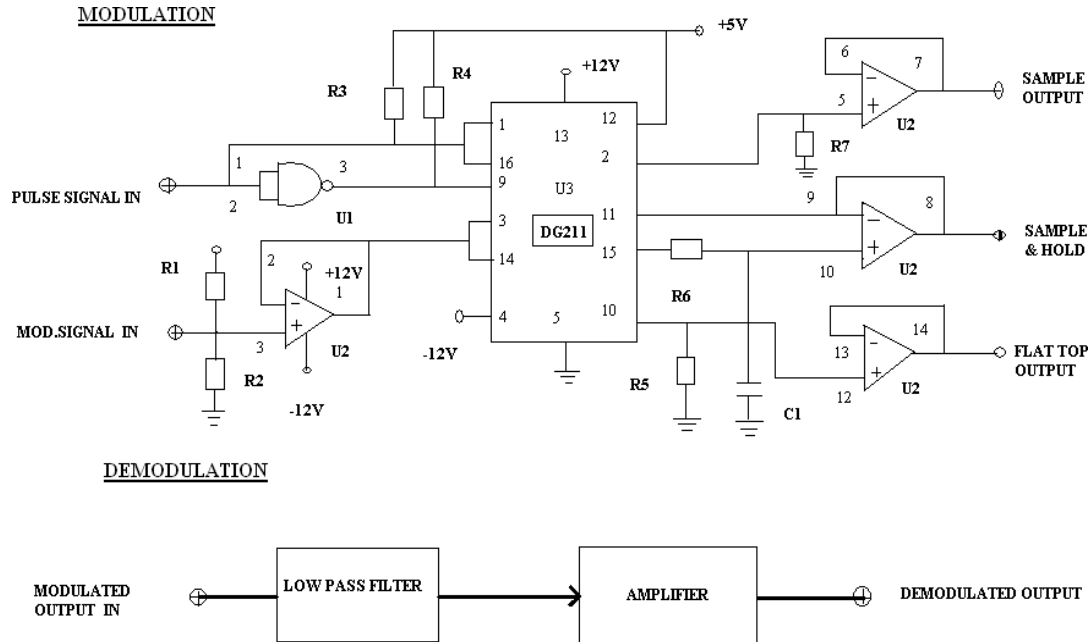 MODULATION
+5V
R3
R4
+12V
6
7
SAMPLE
OUTPUT
5
U2
R7
1
16
9
13
12
2
U3
1
2
3
U1
PULSE SIGNAL IN
3
14
DG211
11
15
9
8
10
U2
SAMPLE
& HOLD
R6
R1
2
+12V
1
MOD.SIGNAL IN
3
U2
R2
-12V
4
-12V
5
10
R5
C1
13
14
12
U2
FLAT TOP
OUTPUT
DEMODULATION
MODULATED
OUTPUT IN
LOW PASS FILTER
AMPLIFIER
DEMODULATED OUTPUT